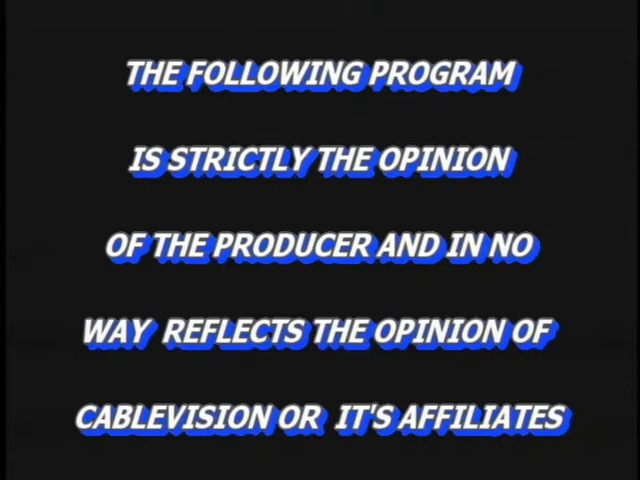 THE FOLLOWING PROGRAM
IS STRICTLY THE OPINION
OF THE PRODUCER AND IN NO
WAY REFLECTS THE OPINION OF
CABLEVISION OR IT'S AFFILIATES